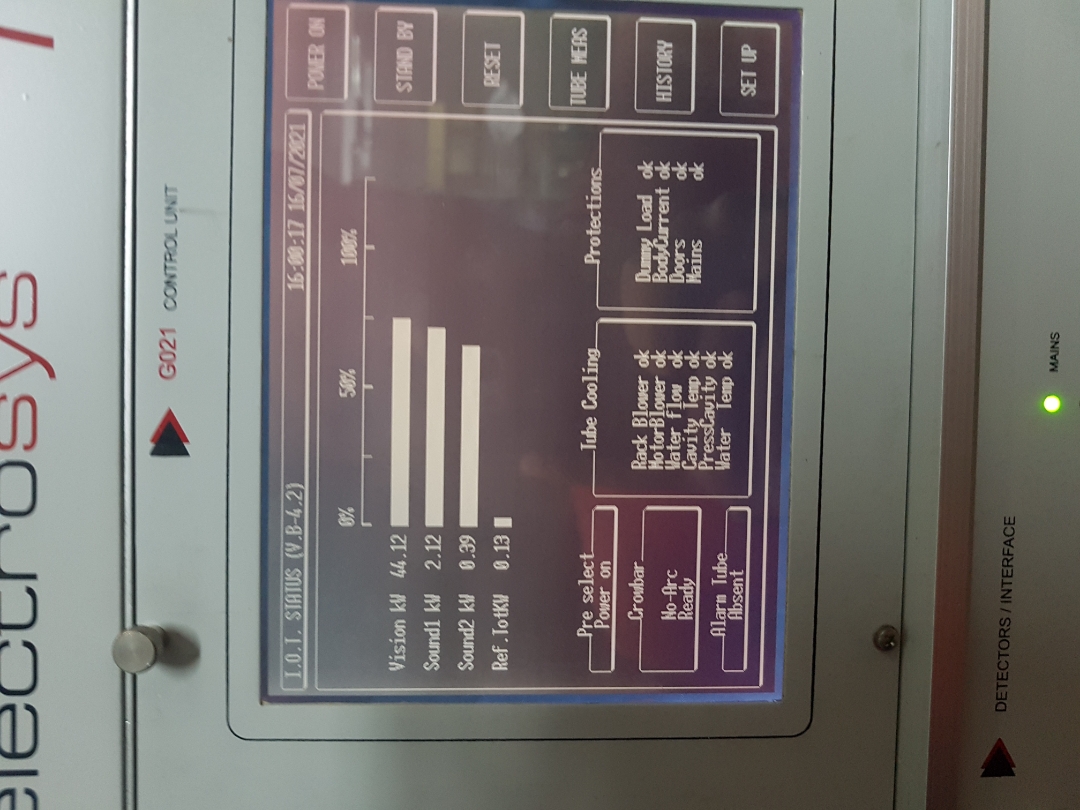 electrosys
G021 CONTROL UNIT
I.O.T. STATUS (V.B-4.2) 16:00:17 16/07/2021
0% 50% 100%
Vision kW 44.12
Sound1 kW 2.12
Sound2 kW 0.39
Ref.TotKW 0.13
Pre select
Power on
Crowbar
No-Arc
Ready
Alarm Tube
Absent
Tube Cooling
Rack Blower ok
MotorBlower ok
Water flow ok
Cavity Temp ok
PressCavity ok
Water Temp ok
Protections
Dummy Load ok
BodyCurrent ok
Doors ok
Mains ok
POWER ON
STAND BY
RESET
TUBE MEAS
HISTORY
SET UP
DETECTORS / INTERFACE
MAINS